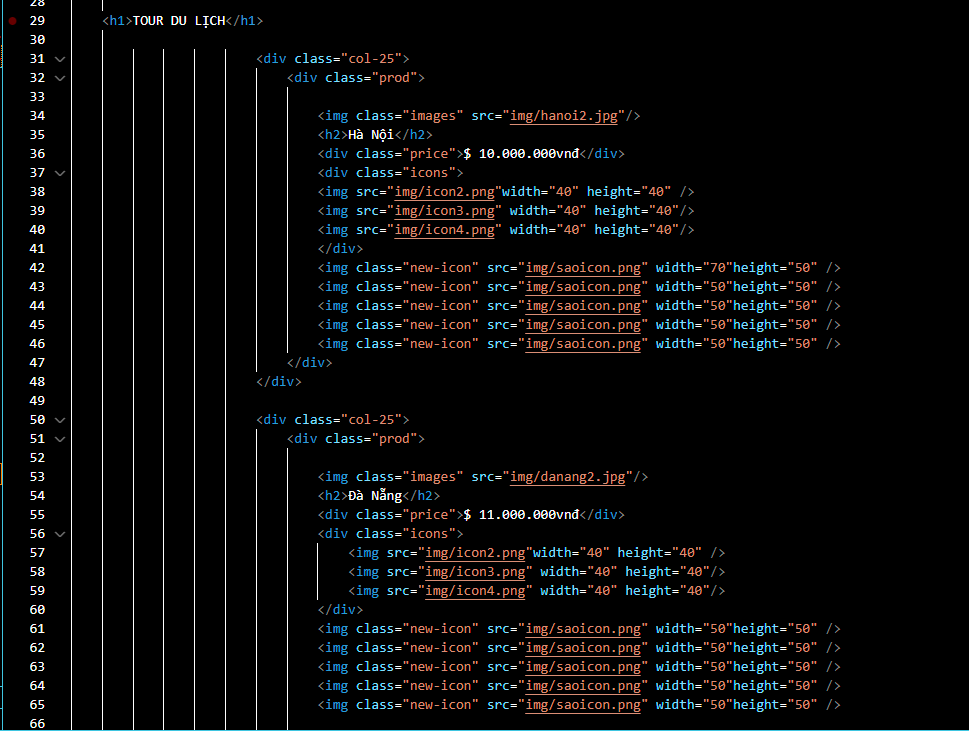 28
29 <h1>TOUR DU LỊCH</h1>
30
31 <div class="col-25">
32 <div class="prod">
33
34 <img class="images" src="img/hanoi2.jpg"/>
35 <h2>Hà Nội</h2>
36 <div class="price">$ 10.000.000vnđ</div>
37 <div class="icons">
38 <img src="img/icon2.png"width="40" height="40" />
39 <img src="img/icon3.png" width="40" height="40"/>
40 <img src="img/icon4.png" width="40" height="40"/>
41 </div>
42 <img class="new-icon" src="img/saoicon.png" width="70"height="50" />
43 <img class="new-icon" src="img/saoicon.png" width="50"height="50" />
44 <img class="new-icon" src="img/saoicon.png" width="50"height="50" />
45 <img class="new-icon" src="img/saoicon.png" width="50"height="50" />
46 <img class="new-icon" src="img/saoicon.png" width="50"height="50" />
47 </div>
48 </div>
49
50 <div class="col-25">
51 <div class="prod">
52
53 <img class="images" src="img/danang2.jpg"/>
54 <h2>Đà Nẵng</h2>
55 <div class="price">$ 11.000.000vnđ</div>
56 <div class="icons">
57 <img src="img/icon2.png"width="40" height="40" />
58 <img src="img/icon3.png" width="40" height="40"/>
59 <img src="img/icon4.png" width="40" height="40"/>
60 </div>
61 <img class="new-icon" src="img/saoicon.png" width="50"height="50" />
62 <img class="new-icon" src="img/saoicon.png" width="50"height="50" />
63 <img class="new-icon" src="img/saoicon.png" width="50"height="50" />
64 <img class="new-icon" src="img/saoicon.png" width="50"height="50" />
65 <img class="new-icon" src="img/saoicon.png" width="50"height="50" />
66